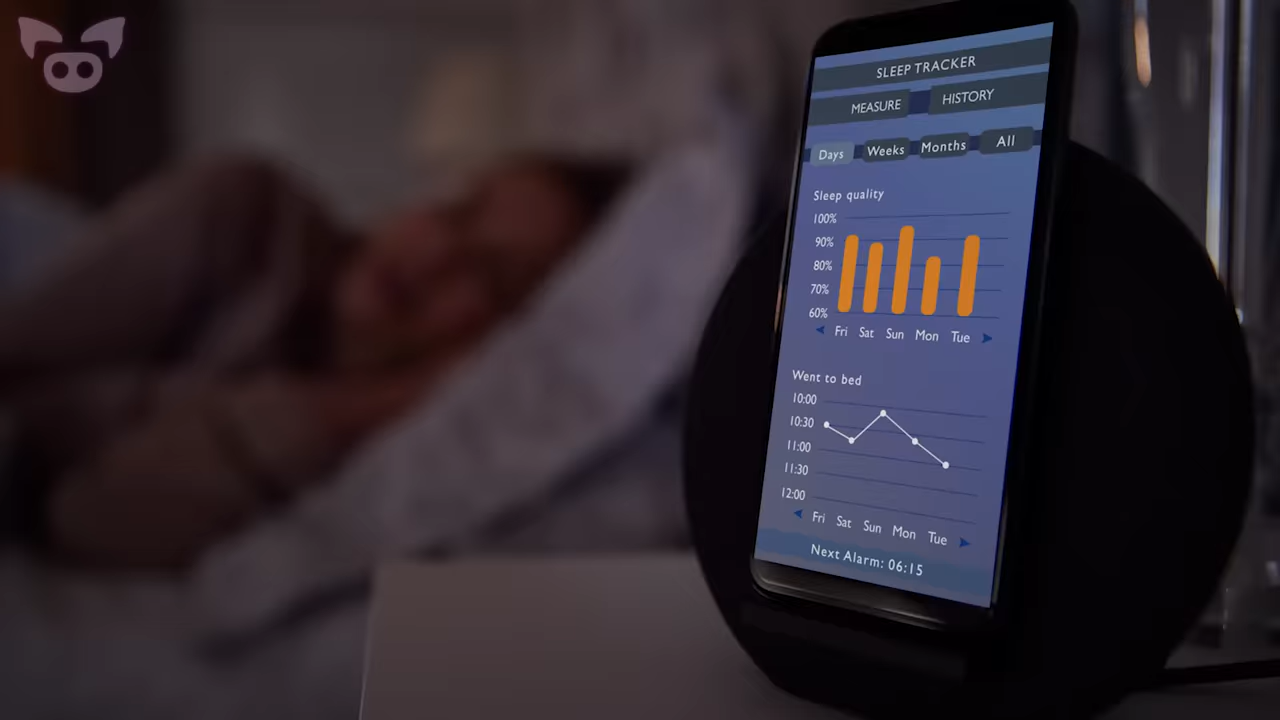 SLEEP TRACKER
MEASURE HISTORY
Days Weeks Months All
Sleep quality
100%
90%
80%
70%
60%
Fri Sat Sun Mon Tue
Went to bed
10:00
10:30
11:00
11:30
12:00
Fri Sat Sun Mon Tue
Next Alarm: 06:15